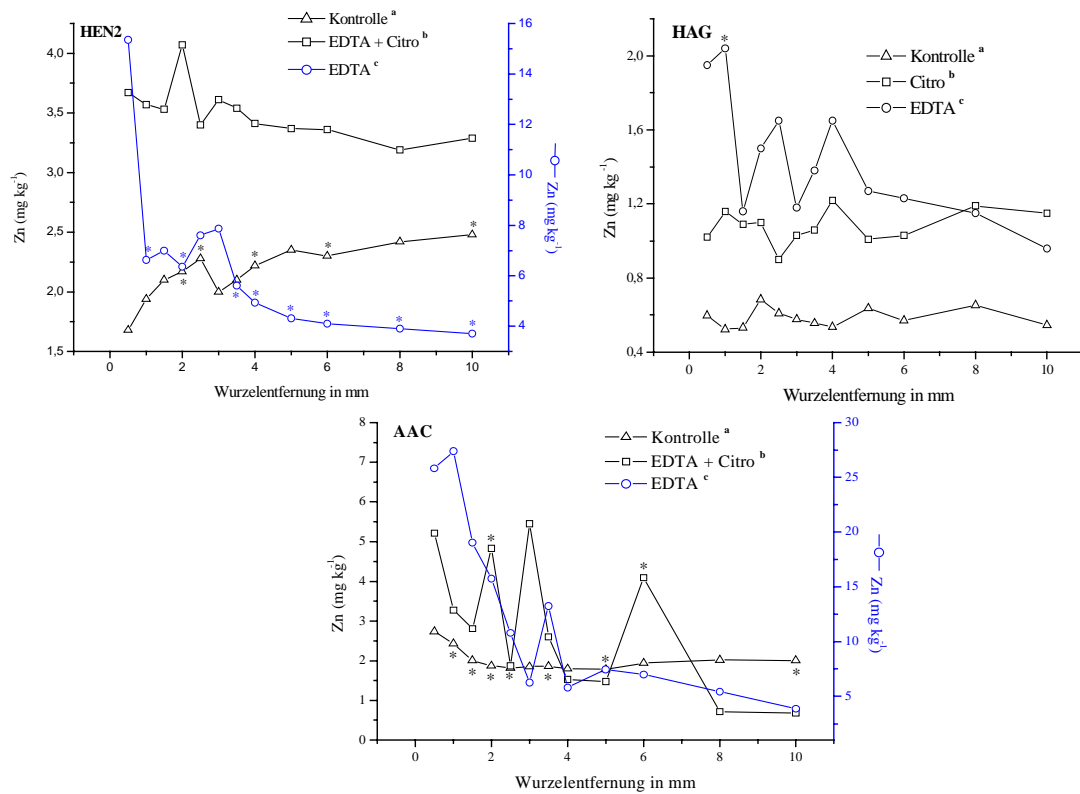 HEN2
Kontrolle a
EDTA + Citro b
EDTA c
4,0
3,5
3,0
2,5
2,0
1,5
Zn (mg kg-1)
16
14
12
10
8
6
4
Zn (mg kg-1)
0 2 4 6 8 10
Wurzelentfernung in mm
* * * * * * * * * * * * * *
HAG
Kontrolle a
Citro b
EDTA c
2,0
1,6
1,2
0,8
0,4
Zn (mg kg-1)
0 2 4 6 8 10
Wurzelentfernung in mm
*
AAC
Kontrolle a
EDTA + Citro b
EDTA c
8
7
6
5
4
3
2
1
0
Zn (mg kg-1)
30
25
20
15
10
5
Zn (mg kg-1)
0 2 4 6 8 10
Wurzelentfernung in mm
* * * * * * * * *